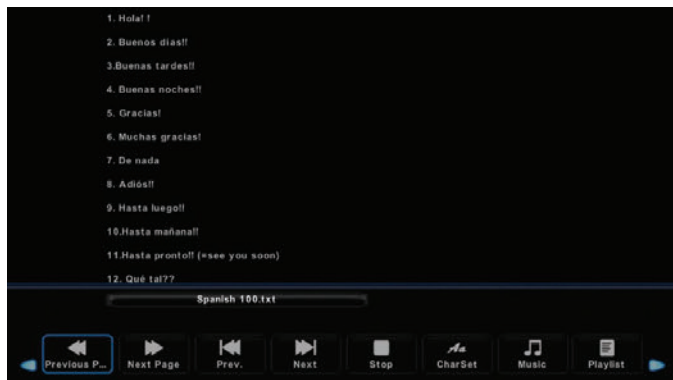 1. Hola! !
2. Buenos dias!!
3.Buenas tardes!!
4. Buenas noches!!
5. Gracias!
6. Muchas gracias!
7. De nada
8. Adiós!!
9. Hasta luego!!
10.Hasta mañana!!
11.Hasta pronto!! (=see you soon)
12. Qué tal??
Spanish 100.txt
Previous P... Next Page Prev. Next Stop Aa CharSet Music Playlist